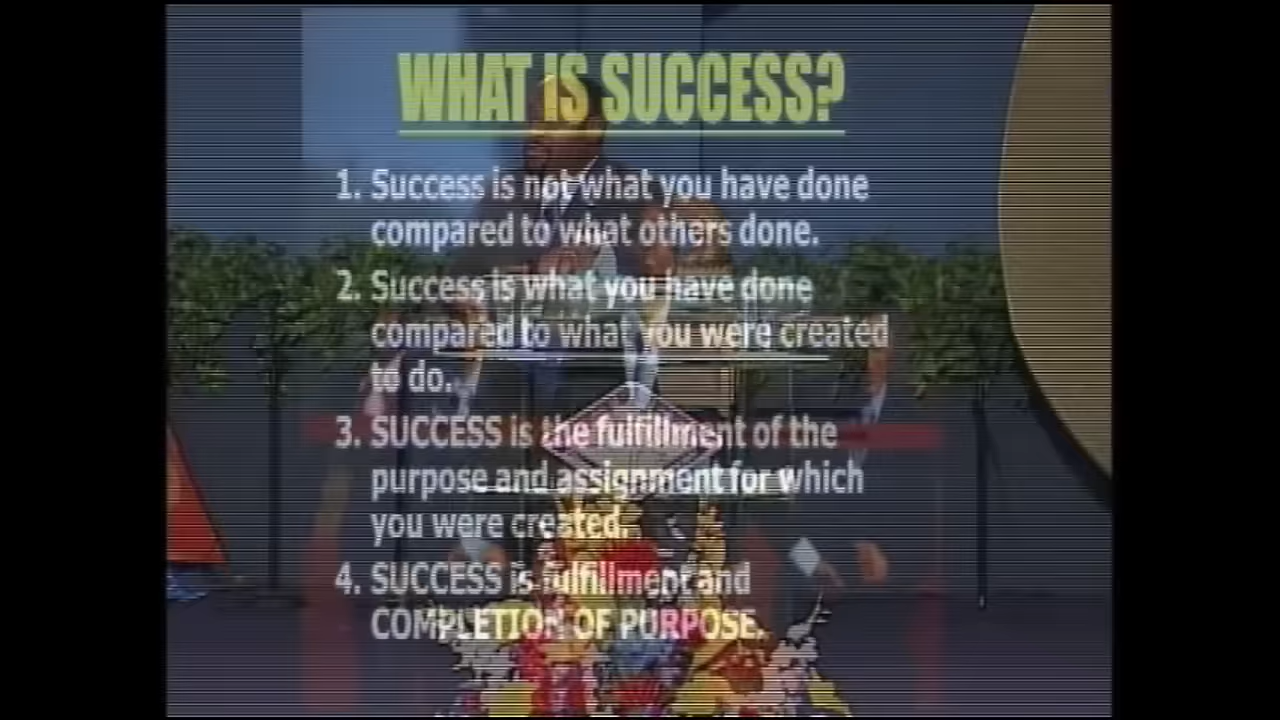 WHAT IS SUCCESS?
1. Success is not what you have done
compared to what others done.
2. Success is what you have done
compared to what you were created
to do.
3. SUCCESS is the fulfillment of the
purpose and assignment for which
you were created.
4. SUCCESS is fulfillment and
COMPLETION OF PURPOSE.